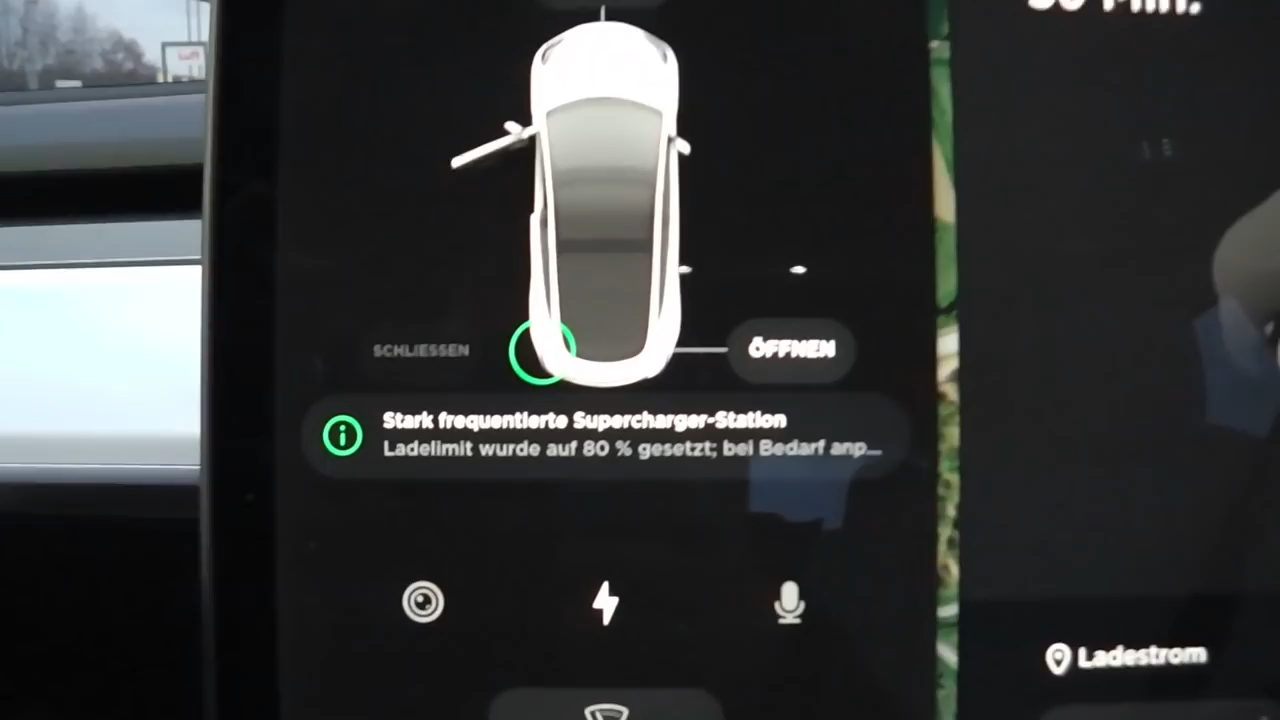 SCHLIESSEN
ÖFFNEN
Stark frequentierte Supercharger-Station
Ladelimit wurde auf 80 % gesetzt; bei Bedarf anp...
Ladestrom